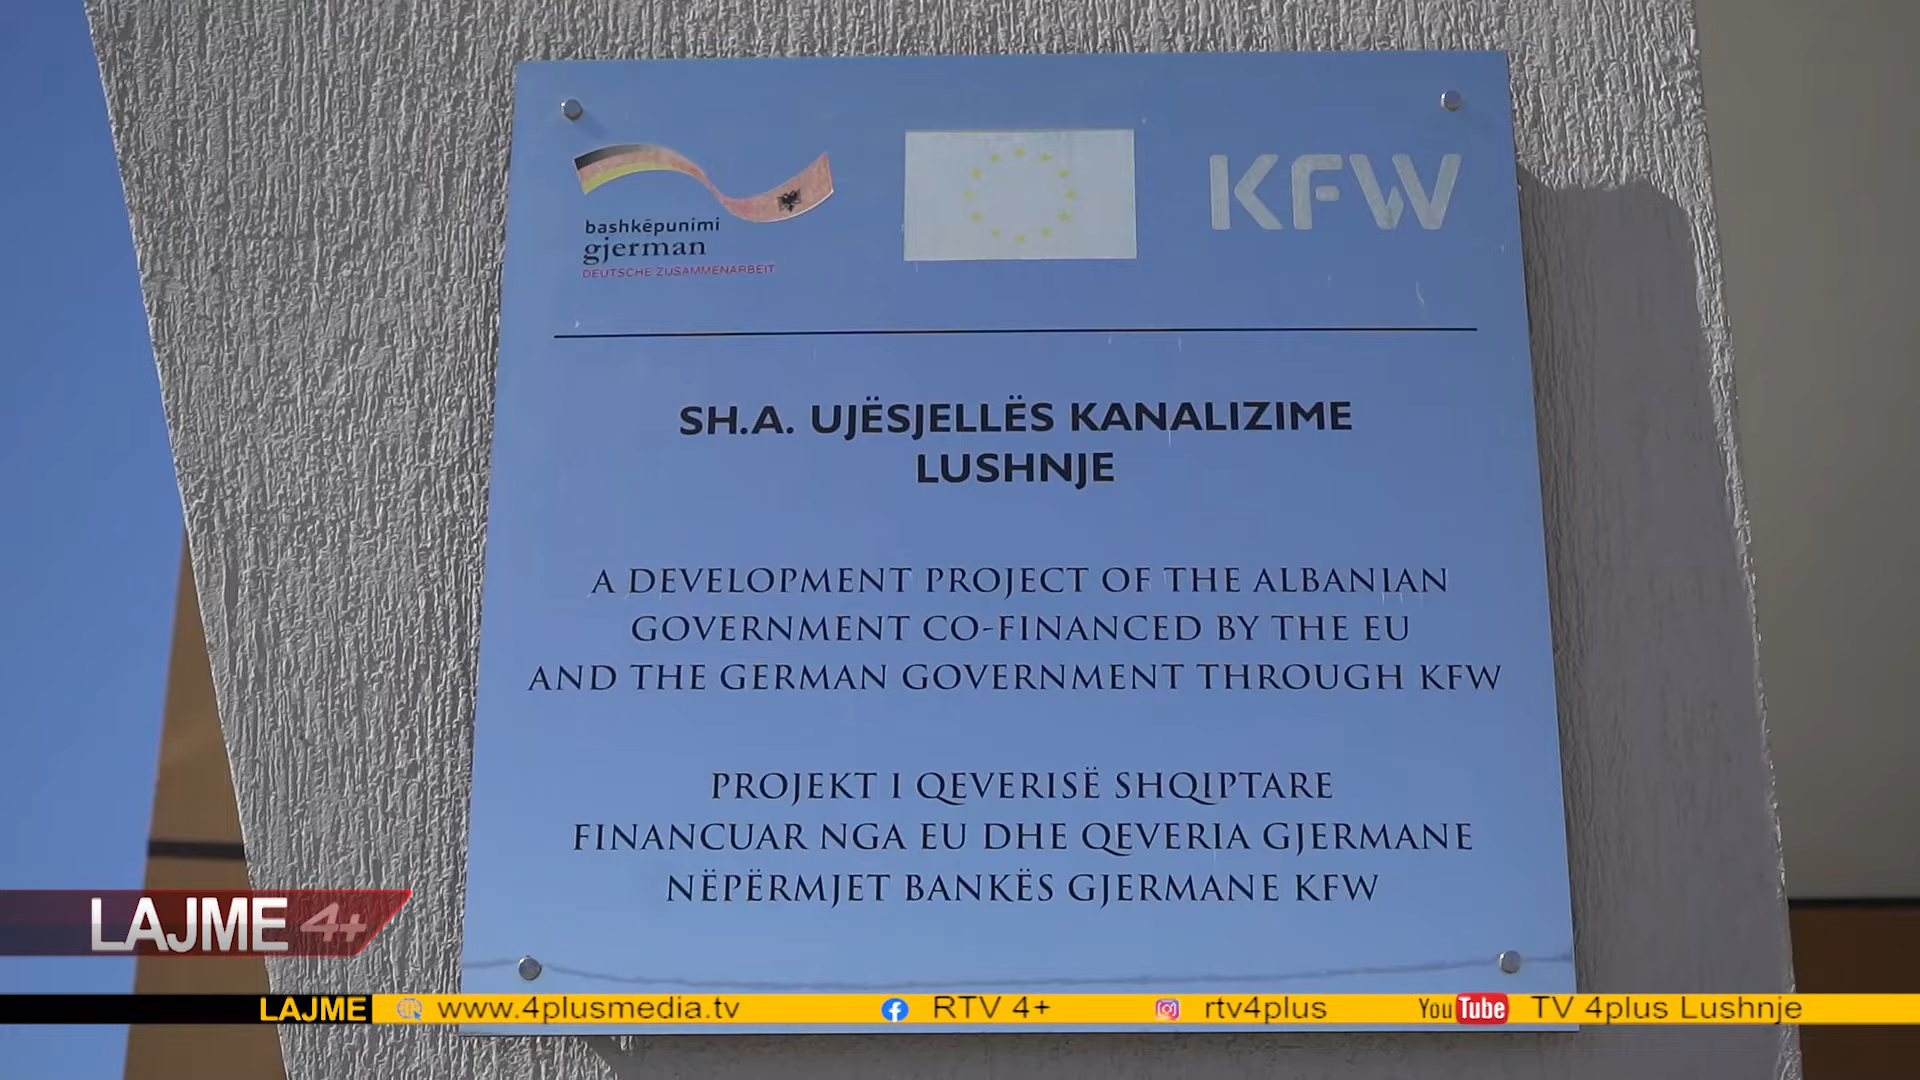 bashkëpunimi
gjerman
DEUTSCHE ZUSAMMENARBEIT
KFW
SH.A. UJËSJELLËS KANALIZIME
LUSHNJE
A DEVELOPMENT PROJECT OF THE ALBANIAN
GOVERNMENT CO-FINANCED BY THE EU
AND THE GERMAN GOVERNMENT THROUGH KFW
PROJEKT I QEVERISË SHQIPTARE
FINANCUAR NGA EU DHE QEVERIA GJERMANE
NËPËRMJET BANKËS GJERMANE KFW
LAJME 4+
LAJME www.4plusmedia.tv RTV 4+ rtv4plus YouTube TV 4plus Lushnje